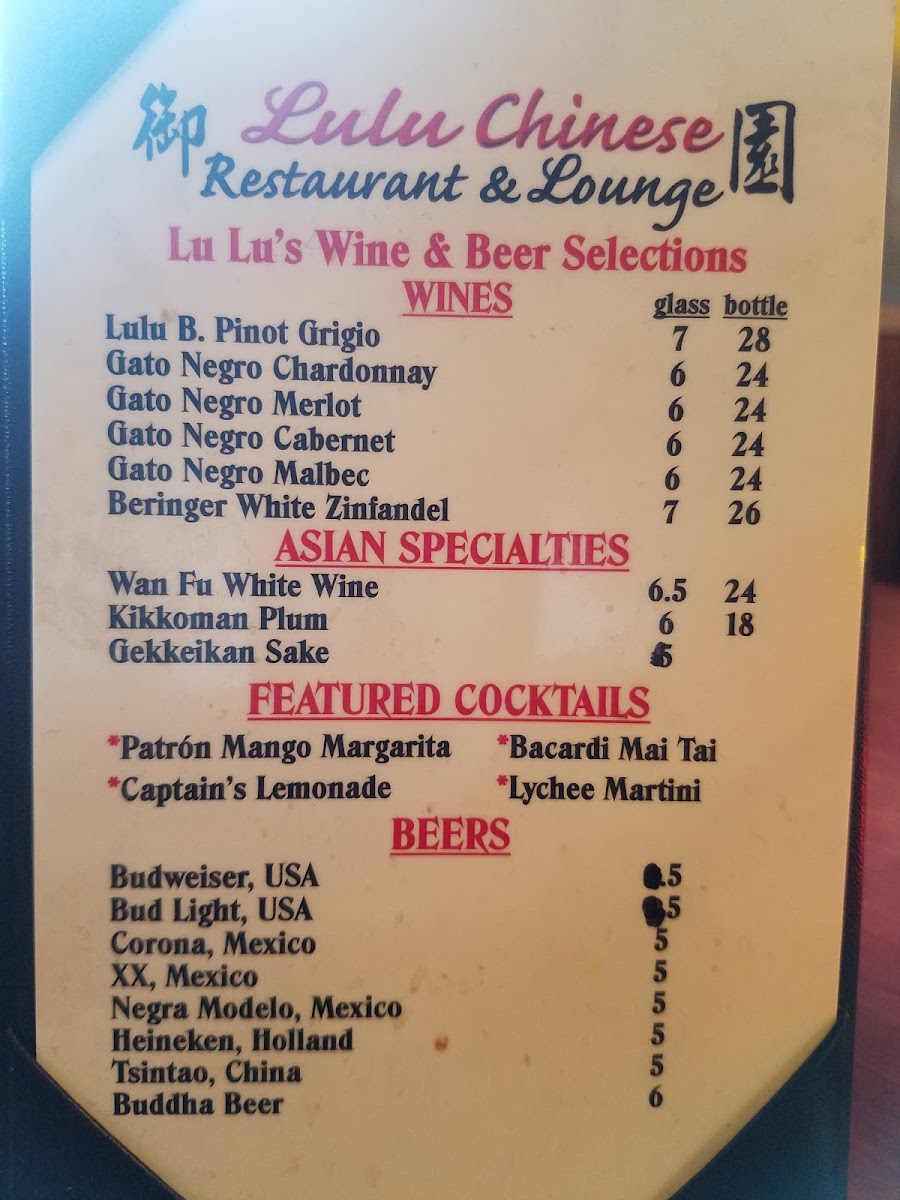 御 Lulu Chinese 園
Restaurant & Lounge
Lu Lu's Wine & Beer Selections
WINES glass bottle
Lulu B. Pinot Grigio 7 28
Gato Negro Chardonnay 6 24
Gato Negro Merlot 6 24
Gato Negro Cabernet 6 24
Gato Negro Malbec 6 24
Beringer White Zinfandel 7 26
ASIAN SPECIALTIES
Wan Fu White Wine 6.5 24
Kikkoman Plum 6 18
Gekkeikan Sake 5
FEATURED COCKTAILS
*Patrón Mango Margarita *Bacardi Mai Tai
*Captain's Lemonade *Lychee Martini
BEERS
Budweiser, USA .5
Bud Light, USA .5
Corona, Mexico 5
XX, Mexico 5
Negra Modelo, Mexico 5
Heineken, Holland 5
Tsintao, China 5
Buddha Beer 6